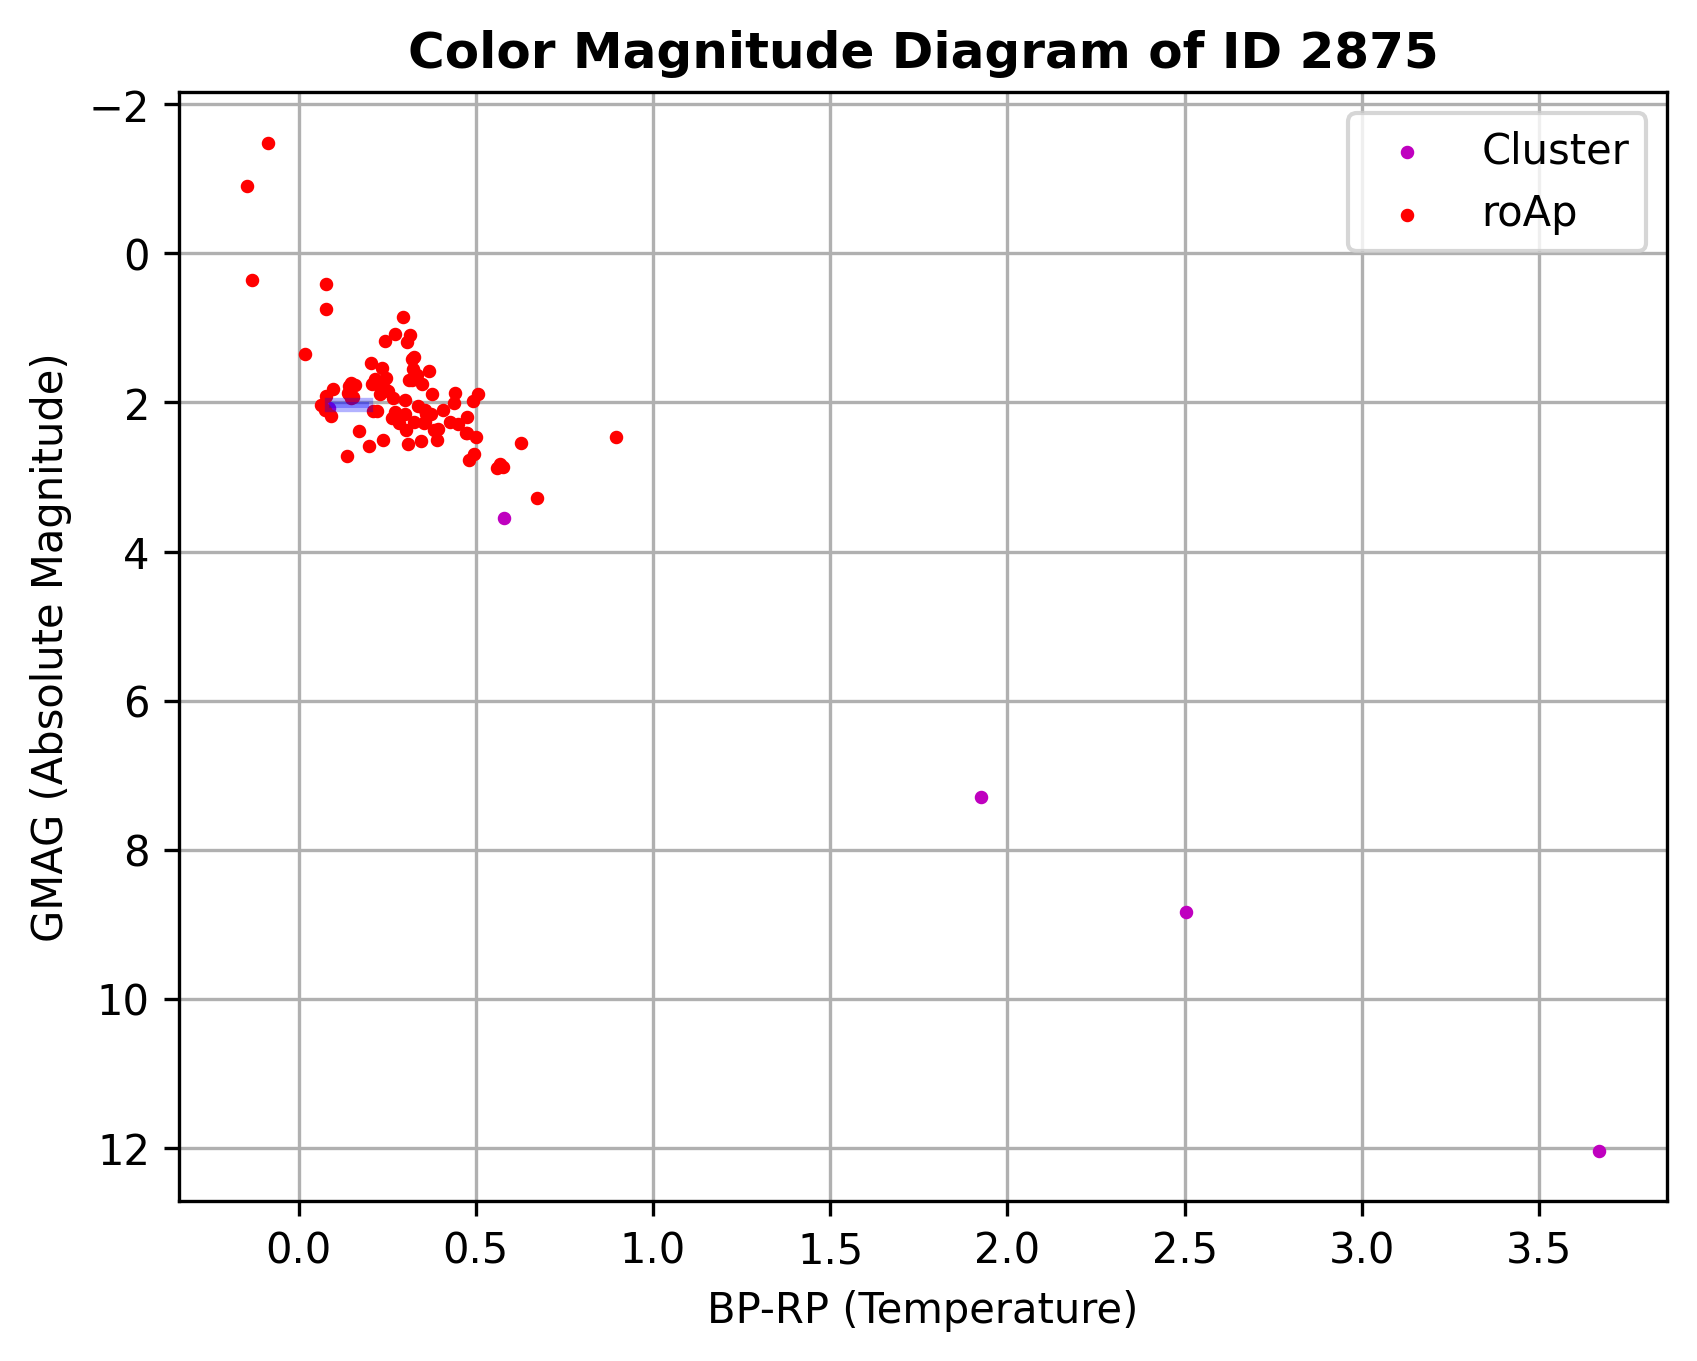 Color Magnitude Diagram of ID 2875
Cluster
roAp
GMAG (Absolute Magnitude)
−2
0
2
4
6
8
10
12
0.0 0.5 1.0 1.5 2.0 2.5 3.0 3.5
BP-RP (Temperature)